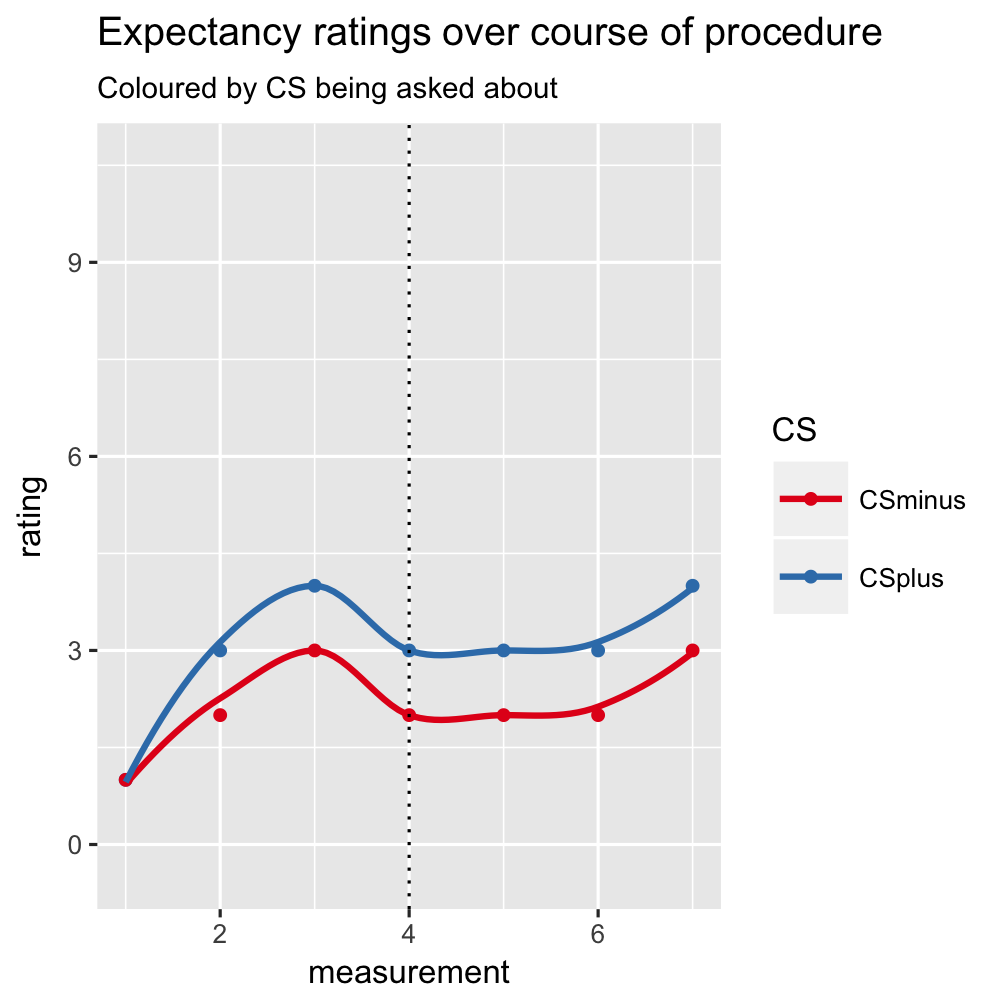 Expectancy ratings over course of procedure
Coloured by CS being asked about
9
6
3
0
rating
2 4 6
measurement
CS
CSminus
CSplus